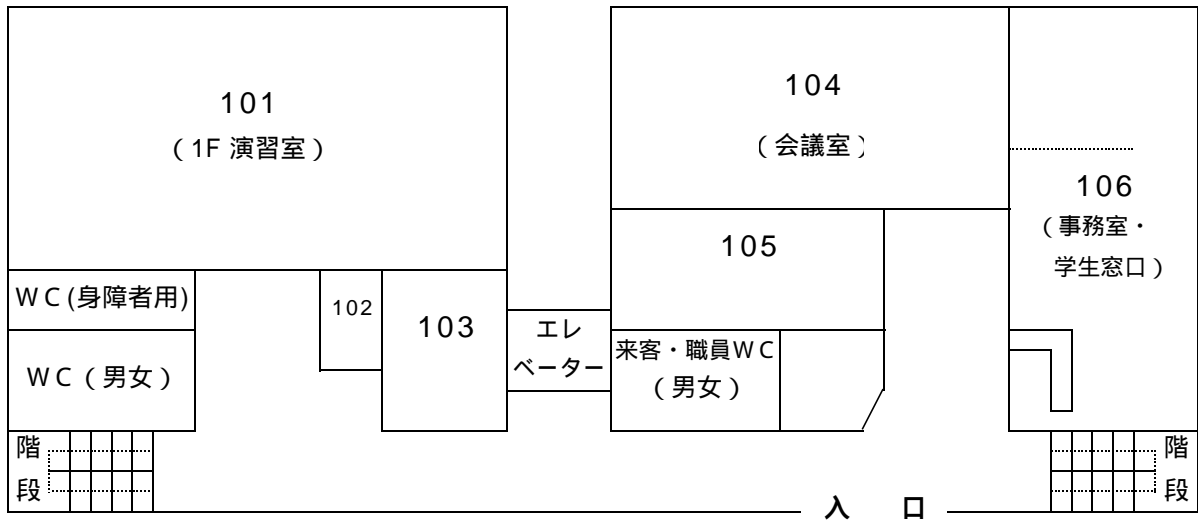 101
（1F 演習室）
104
（会議室）
106
（事務室・
学生窓口）
105
ＷＣ(身障者用)
102
103
エレ
ベーター
来客・職員ＷＣ
（男女）
ＷＣ（男女）
階
段
階
段
入 口